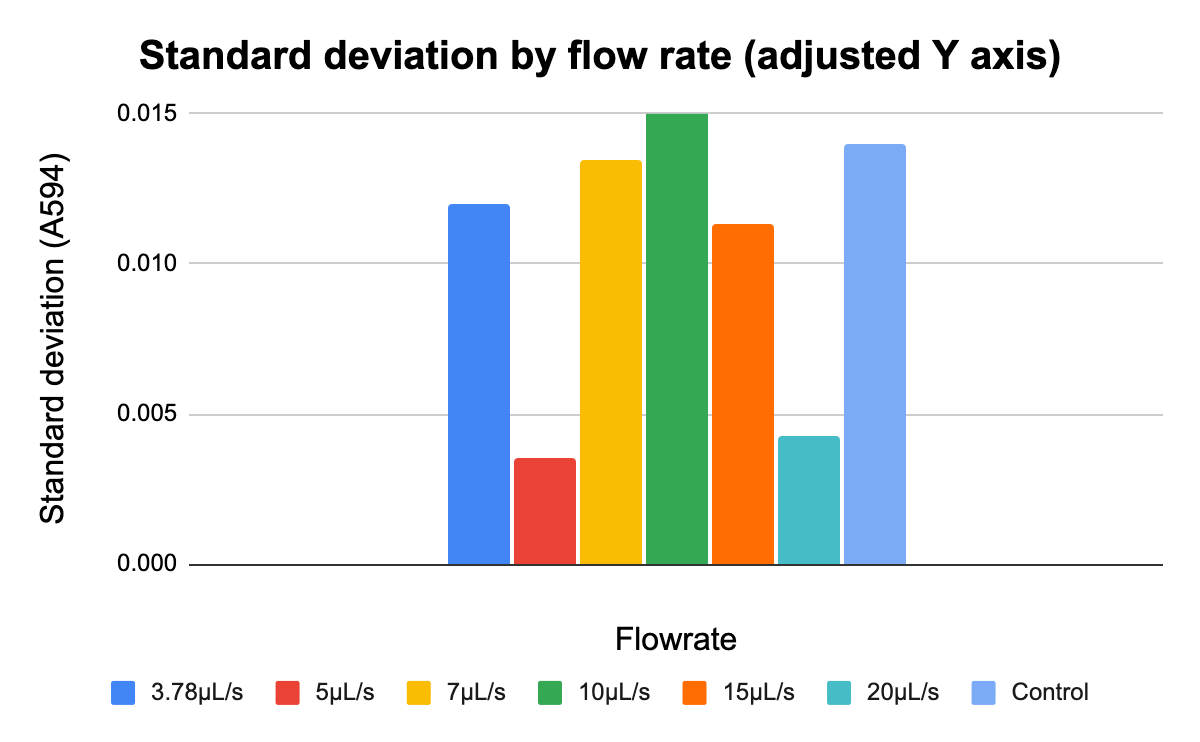 Standard deviation by flow rate (adjusted Y axis)
Standard deviation (A594)
0.015
0.010
0.005
0.000
Flowrate
3.78µL/s 5µL/s 7µL/s 10µL/s 15µL/s 20µL/s Control